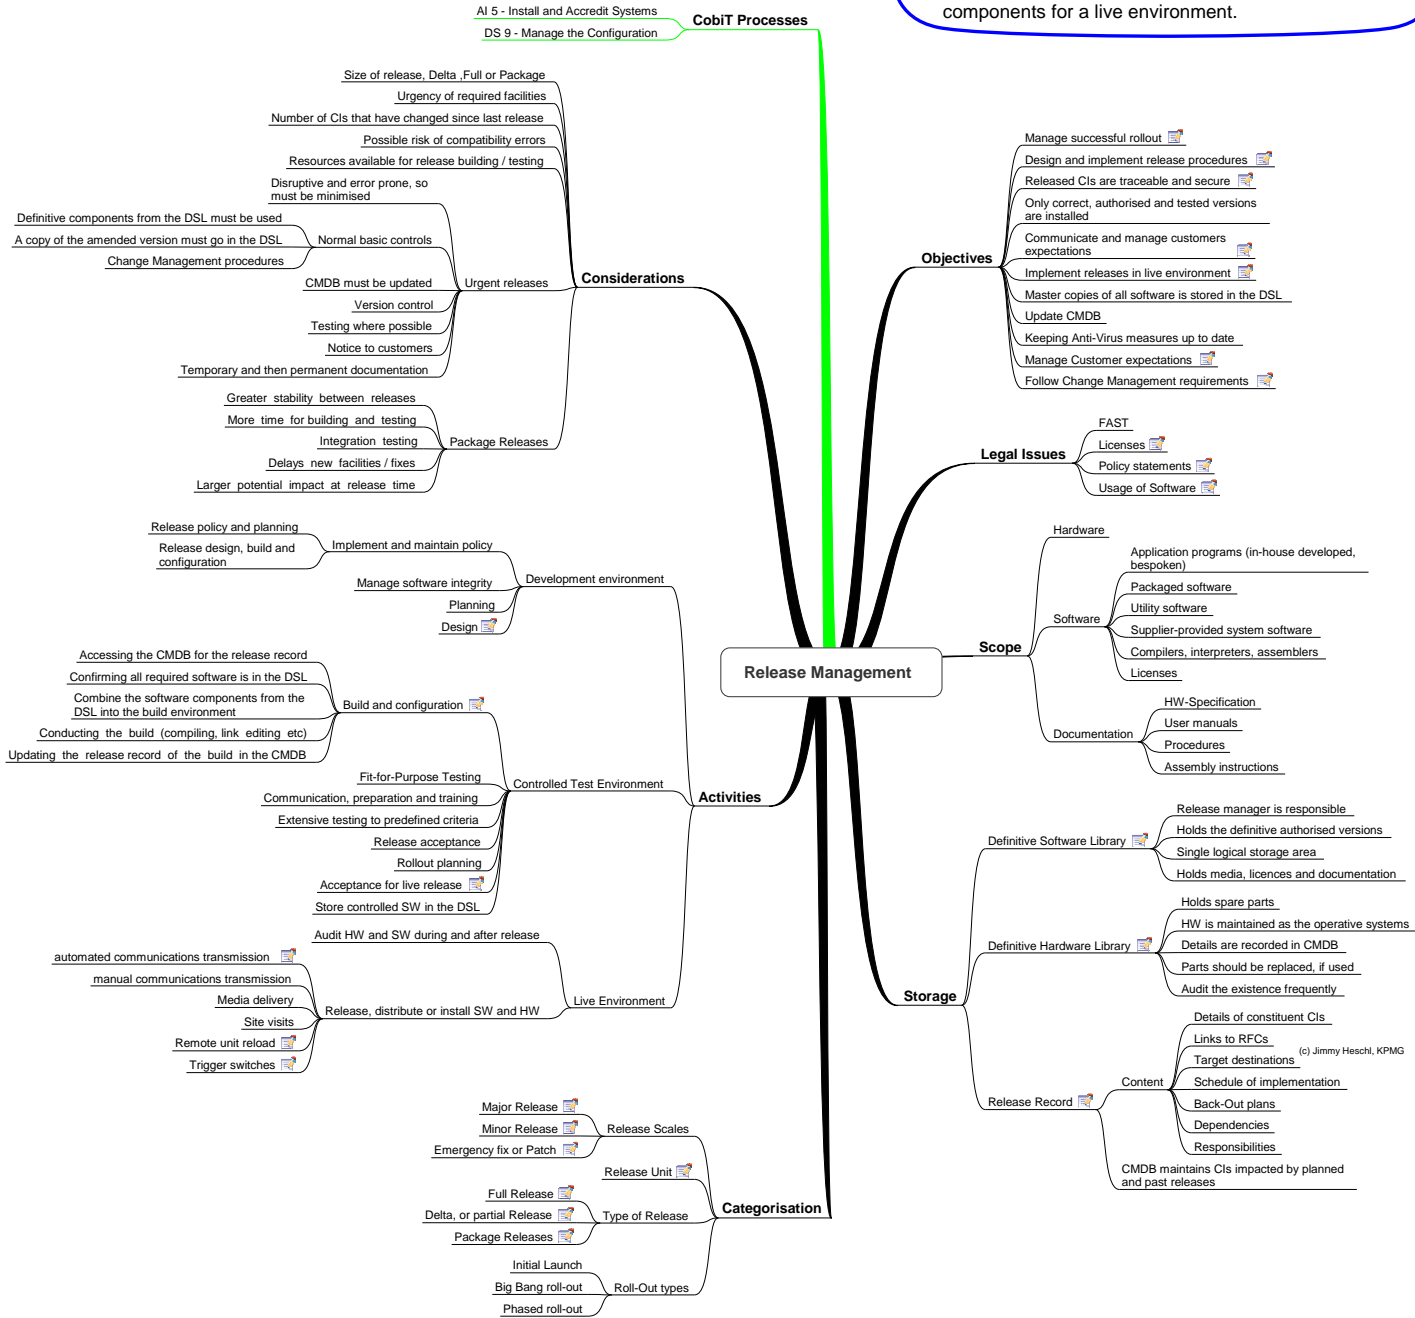 components for a live environment.
AI 5 - Install and Accredit Systems
DS 9 - Manage the Configuration
CobiT Processes
Size of release, Delta ,Full or Package
Urgency of required facilities
Number of CIs that have changed since last release
Possible risk of compatibility errors
Resources available for release building / testing
Disruptive and error prone, so
must be minimised
Definitive components from the DSL must be used
A copy of the amended version must go in the DSL
Change Management procedures
Normal basic controls
CMDB must be updated
Version control
Testing where possible
Notice to customers
Temporary and then permanent documentation
Urgent releases
Greater stability between releases
More time for building and testing
Integration testing
Delays new facilities / fixes
Larger potential impact at release time
Package Releases
Considerations
Release policy and planning
Release design, build and
configuration
Implement and maintain policy
Manage software integrity
Planning
Design
Development environment
Accessing the CMDB for the release record
Confirming all required software is in the DSL
Combine the software components from the
DSL into the build environment
Conducting the build (compiling, link editing etc)
Updating the release record of the build in the CMDB
Build and configuration
Fit-for-Purpose Testing
Communication, preparation and training
Extensive testing to predefined criteria
Release acceptance
Rollout planning
Acceptance for live release
Store controlled SW in the DSL
Controlled Test Environment
Audit HW and SW during and after release
automated communications transmission
manual communications transmission
Media delivery
Site visits
Remote unit reload
Trigger switches
Release, distribute or install SW and HW
Live Environment
Activities
Major Release
Minor Release
Emergency fix or Patch
Release Scales
Release Unit
Full Release
Delta, or partial Release
Package Releases
Type of Release
Initial Launch
Big Bang roll-out
Phased roll-out
Roll-Out types
Categorisation
Release Management
Objectives
Manage successful rollout
Design and implement release procedures
Released CIs are traceable and secure
Only correct, authorised and tested versions
are installed
Communicate and manage customers
expectations
Implement releases in live environment
Master copies of all software is stored in the DSL
Update CMDB
Keeping Anti-Virus measures up to date
Manage Customer expectations
Follow Change Management requirements
Legal Issues
FAST
Licenses
Policy statements
Usage of Software
Scope
Hardware
Software
Application programs (in-house developed,
bespoken)
Packaged software
Utility software
Supplier-provided system software
Compilers, interpreters, assemblers
Licenses
Documentation
HW-Specification
User manuals
Procedures
Assembly instructions
Storage
Definitive Software Library
Release manager is responsible
Holds the definitive authorised versions
Single logical storage area
Holds media, licences and documentation
Definitive Hardware Library
Holds spare parts
HW is maintained as the operative systems
Details are recorded in CMDB
Parts should be replaced, if used
Audit the existence frequently
Release Record
Content
Details of constituent CIs
Links to RFCs
Target destinations
(c) Jimmy Heschl, KPMG
Schedule of implementation
Back-Out plans
Dependencies
Responsibilities
CMDB maintains CIs impacted by planned
and past releases